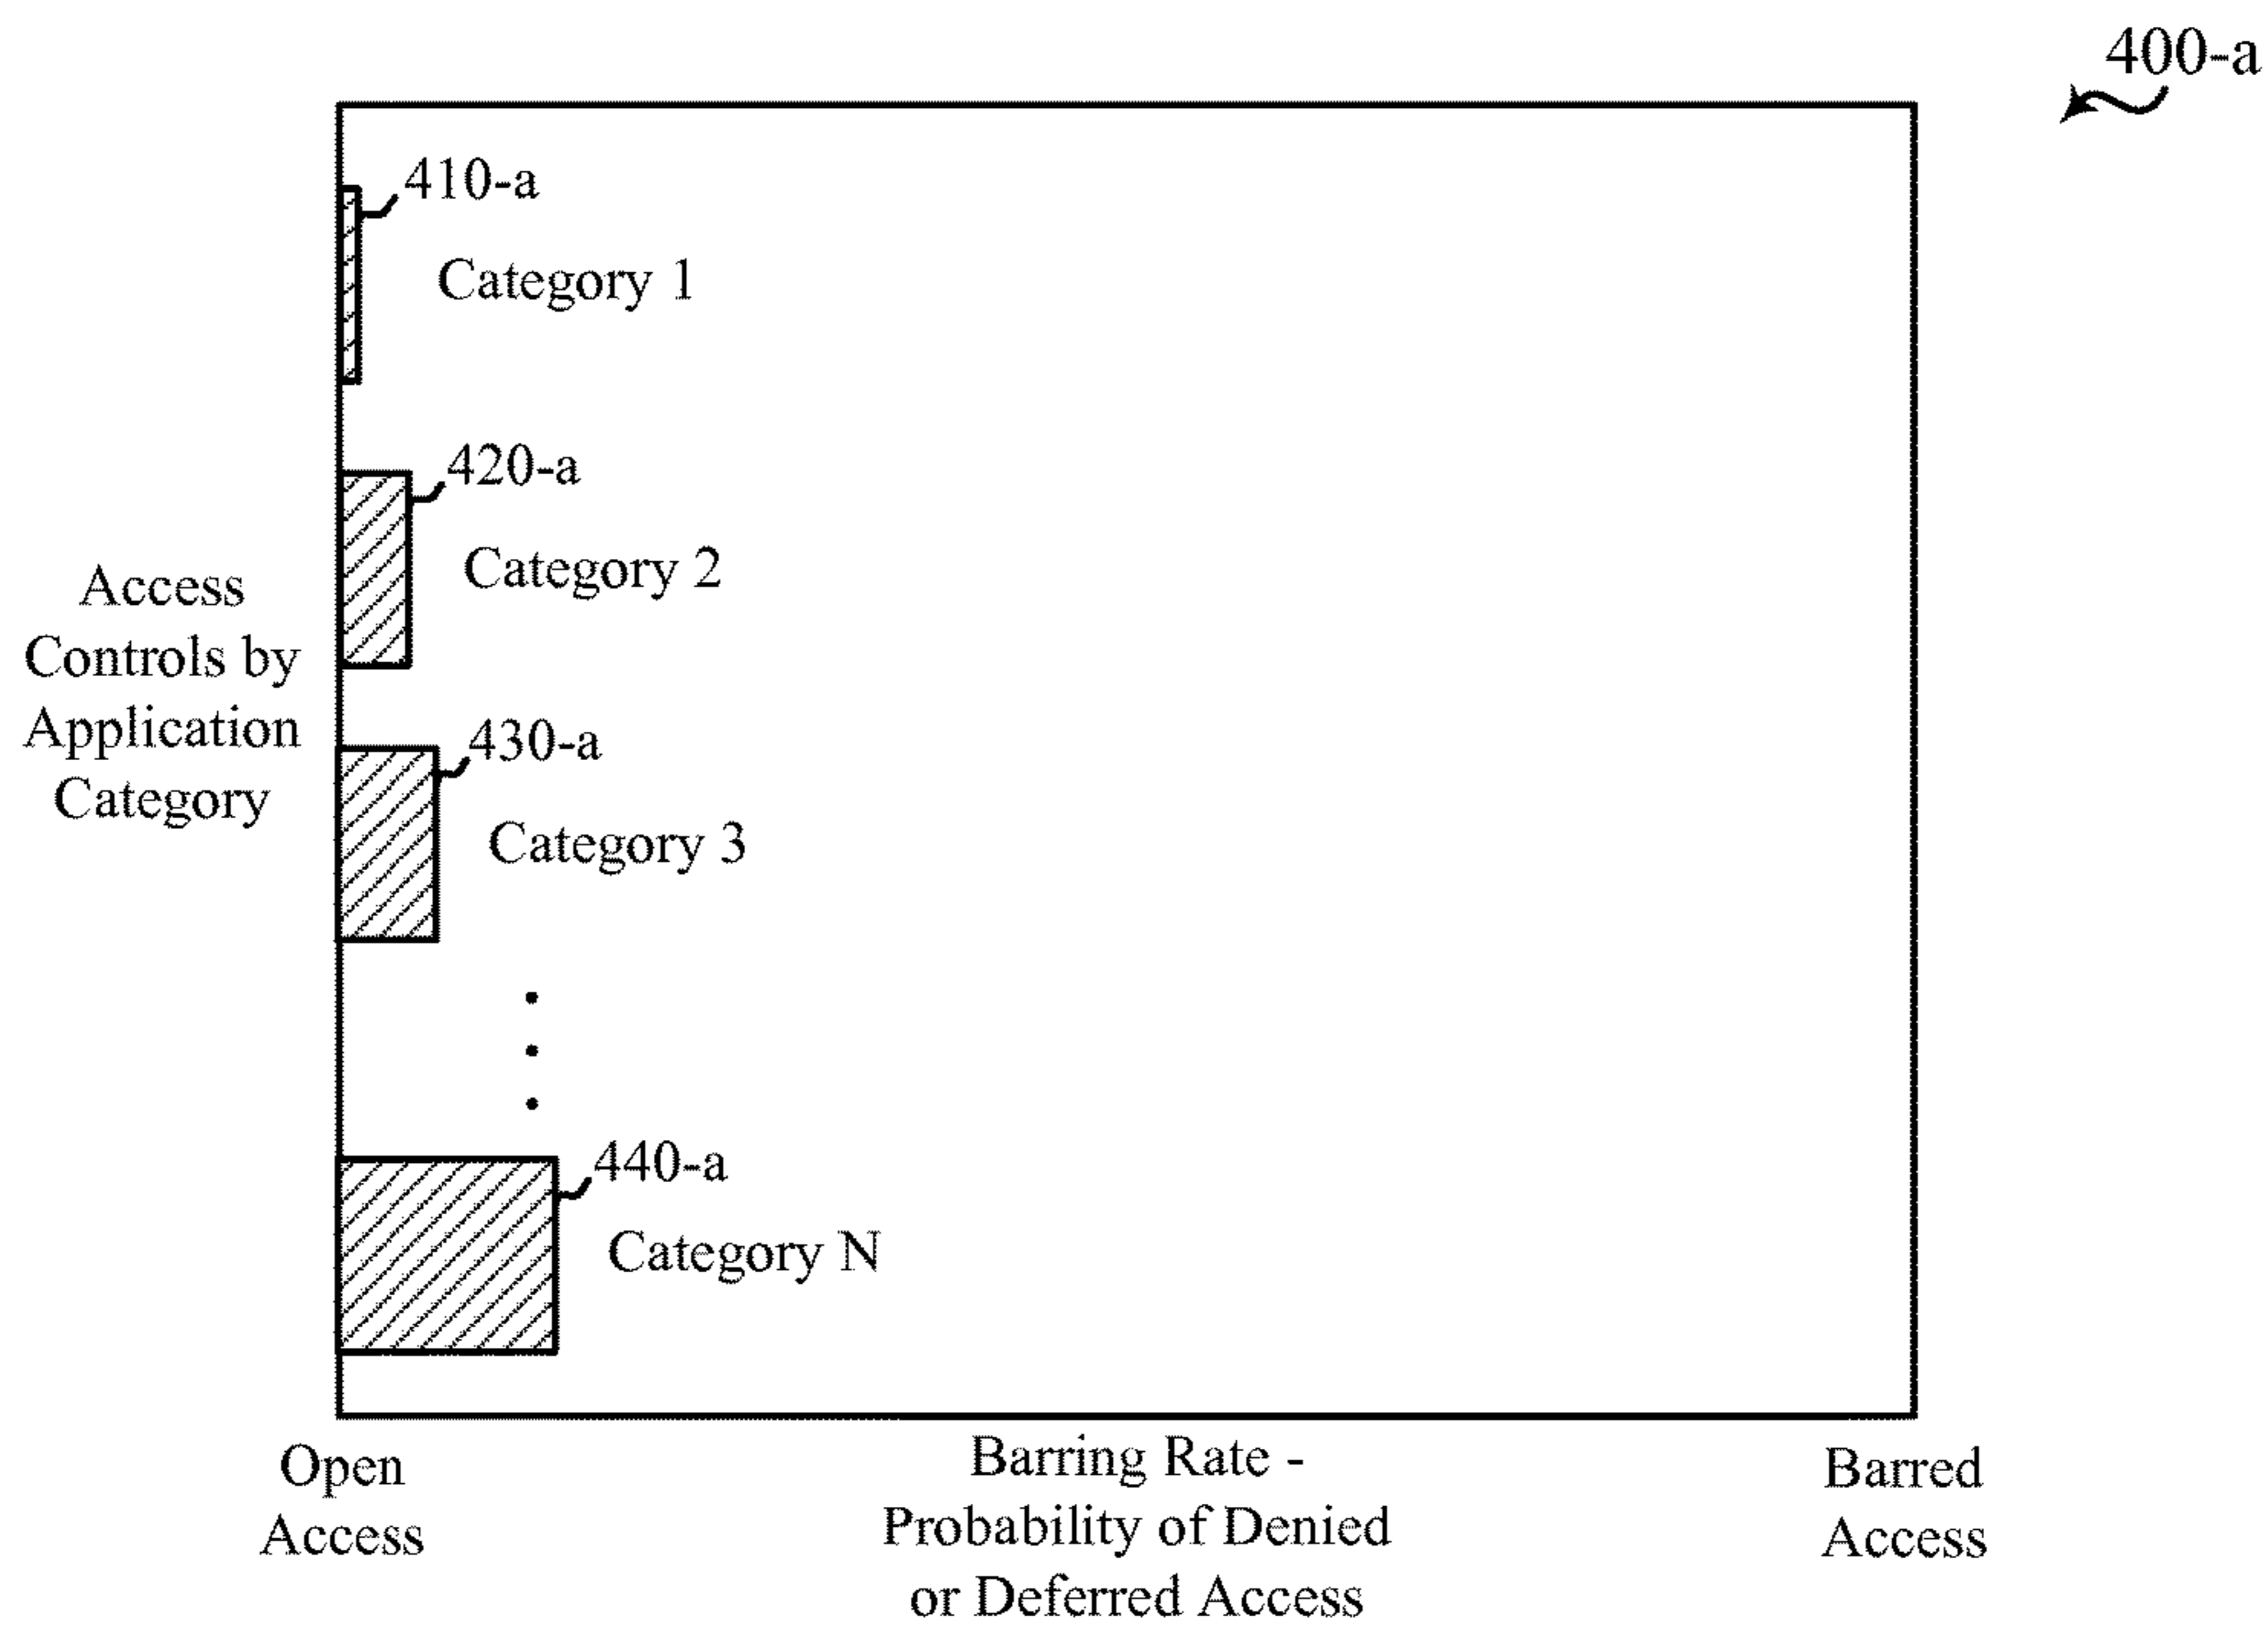 400-a
410-a
Category 1
420-a
Category 2
Access
Controls by
Application
Category
430-a
Category 3
440-a
Category N
Open
Access
Barring Rate -
Probability of Denied
or Deferred Access
Barred
Access